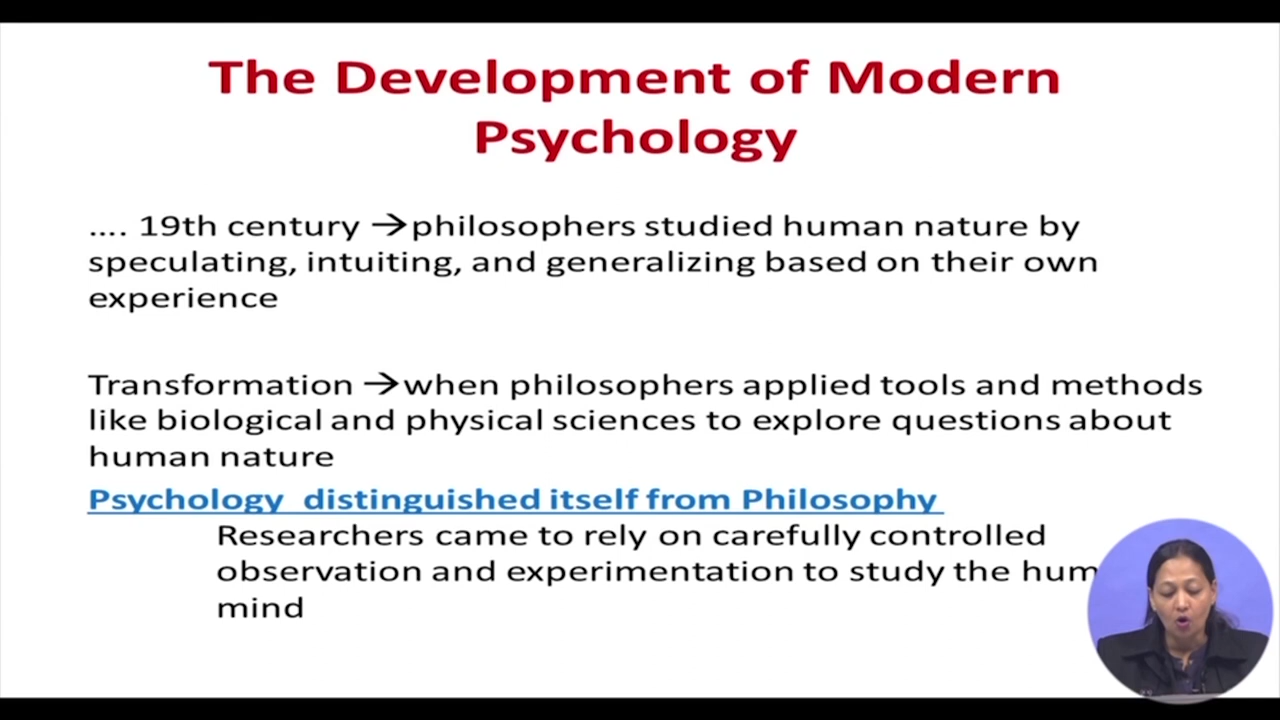 The Development of Modern
Psychology
.... 19th century →philosophers studied human nature by
speculating, intuiting, and generalizing based on their own
experience
Transformation →when philosophers applied tools and methods
like biological and physical sciences to explore questions about
human nature
Psychology distinguished itself from Philosophy
Researchers came to rely on carefully controlled
observation and experimentation to study the
mind